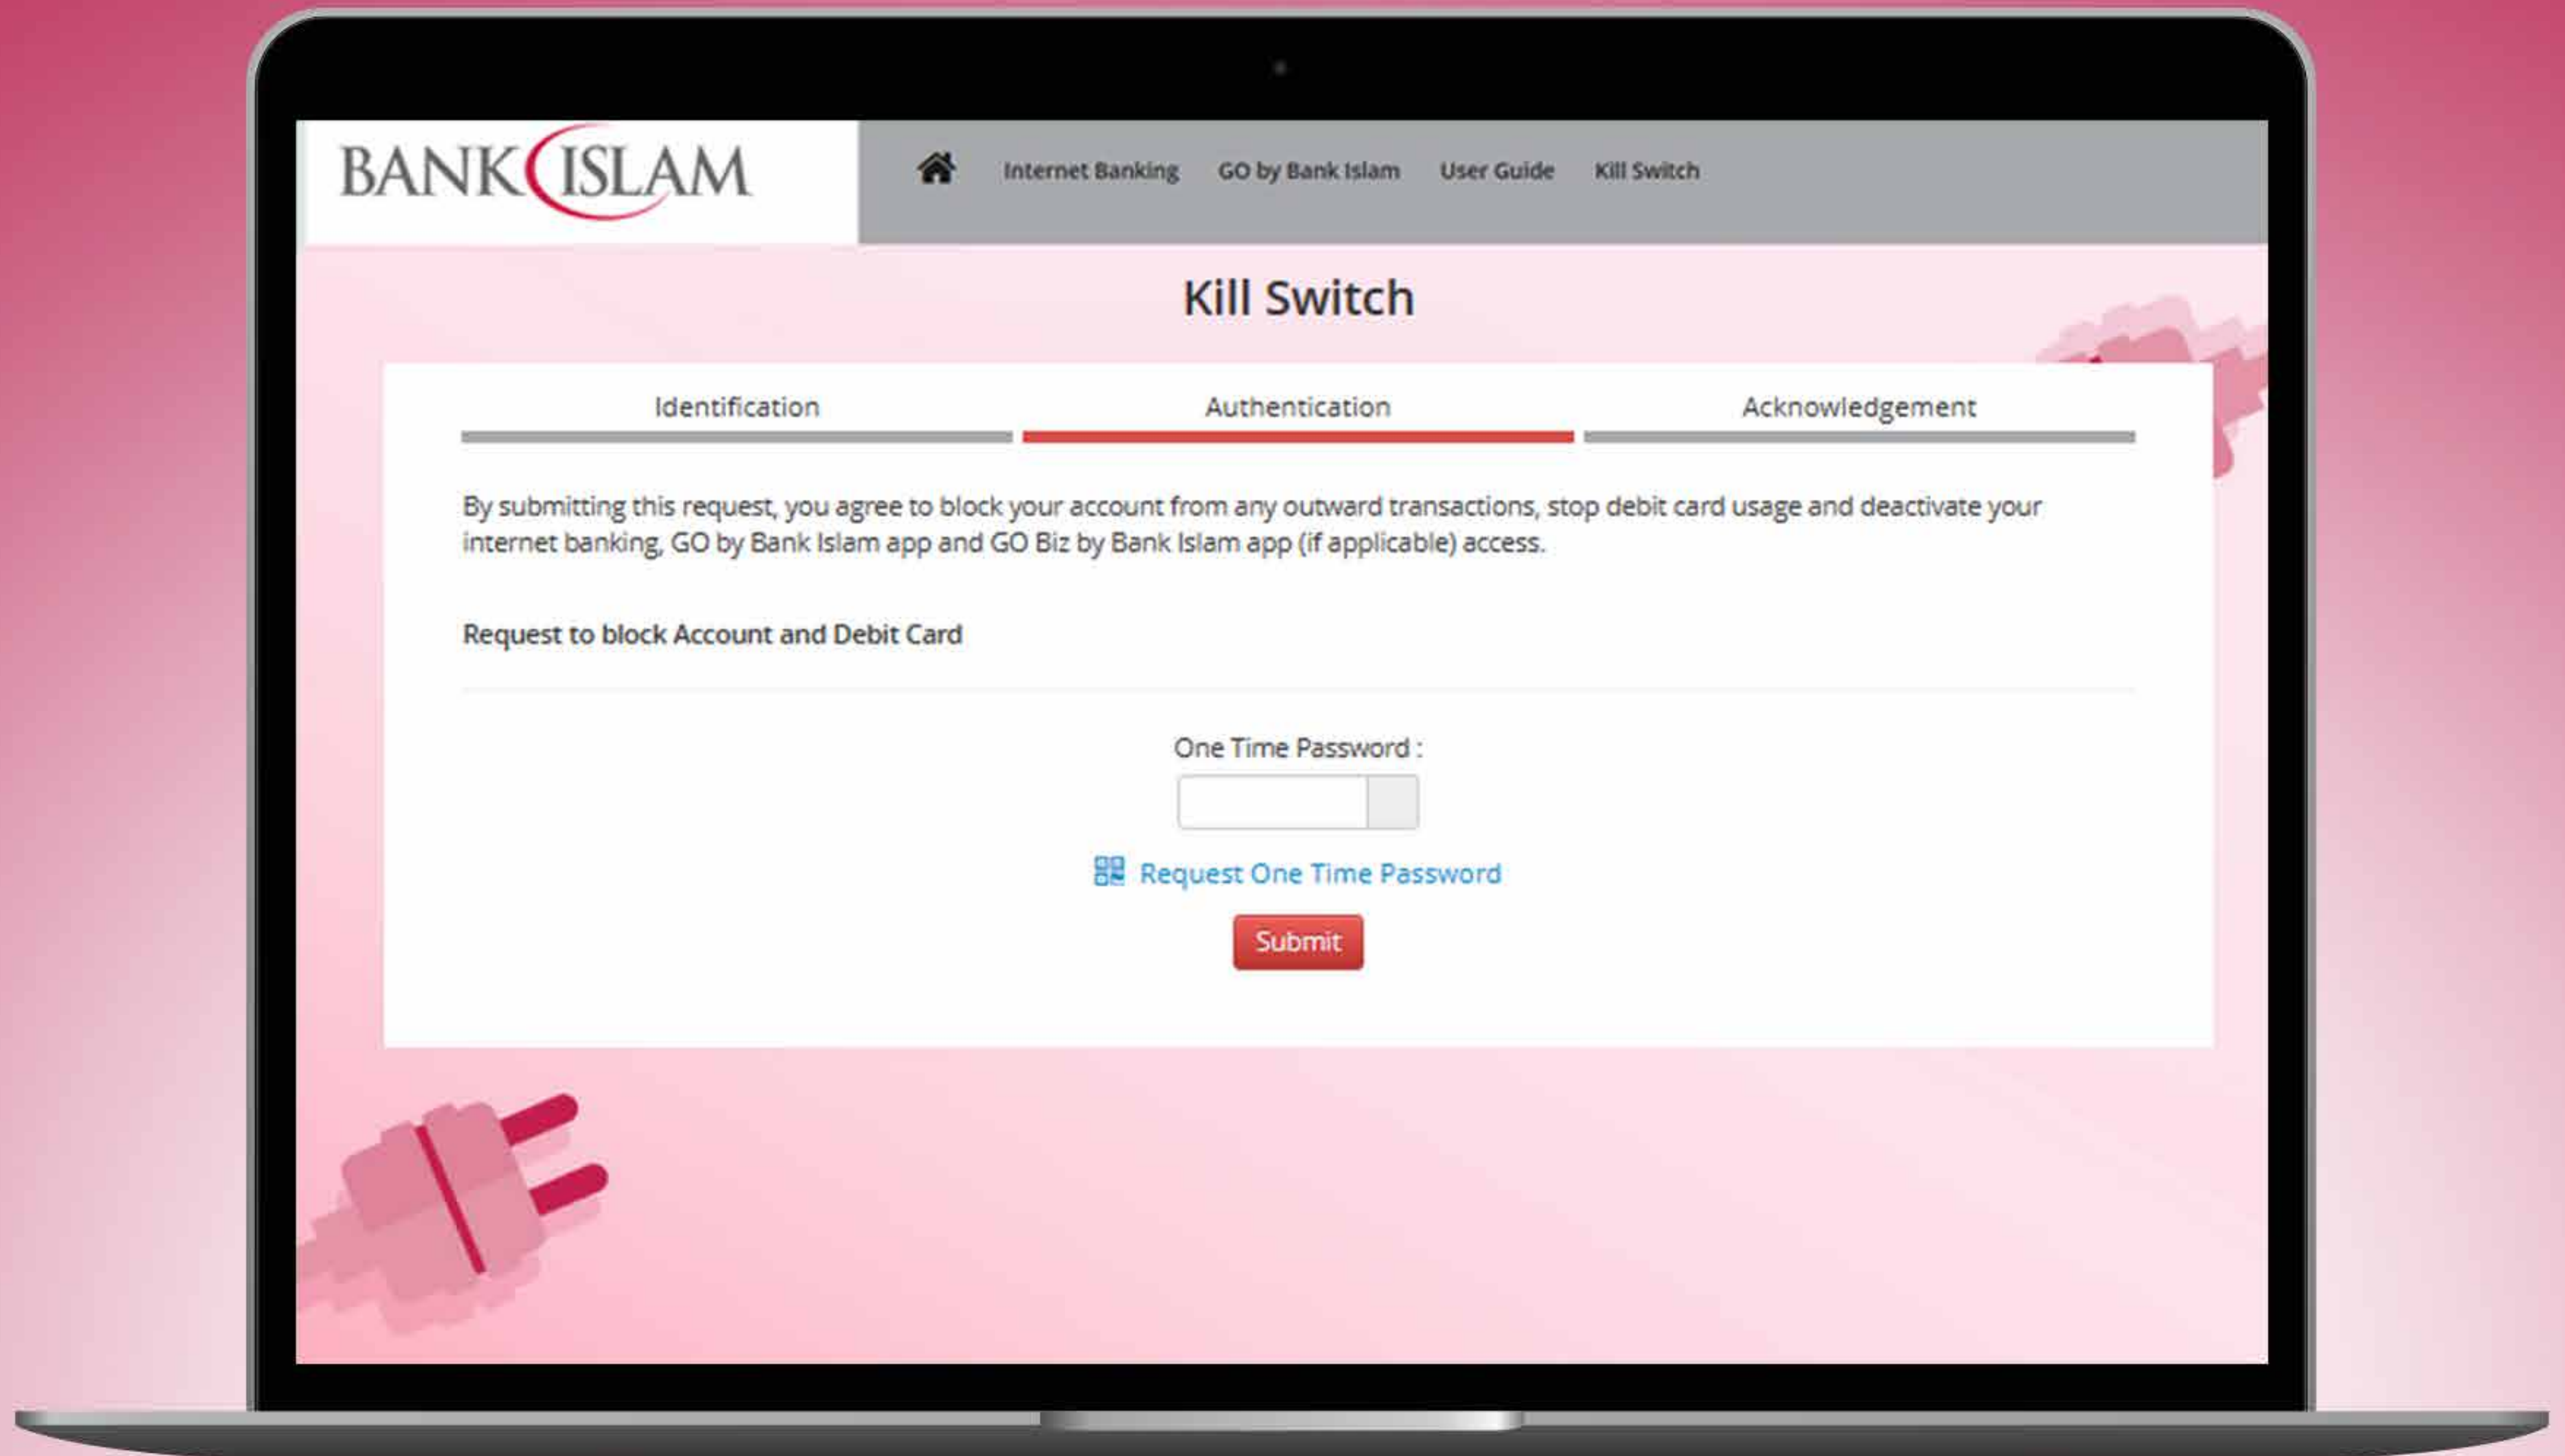 BANK ISLAM
Internet Banking GO by Bank Islam User Guide Kill Switch
Kill Switch
Identification Authentication Acknowledgement
By submitting this request, you agree to block your account from any outward transactions, stop debit card usage and deactivate your
internet banking, GO by Bank Islam app and GO Biz by Bank Islam app (if applicable) access.
Request to block Account and Debit Card
One Time Password :
Request One Time Password
Submit